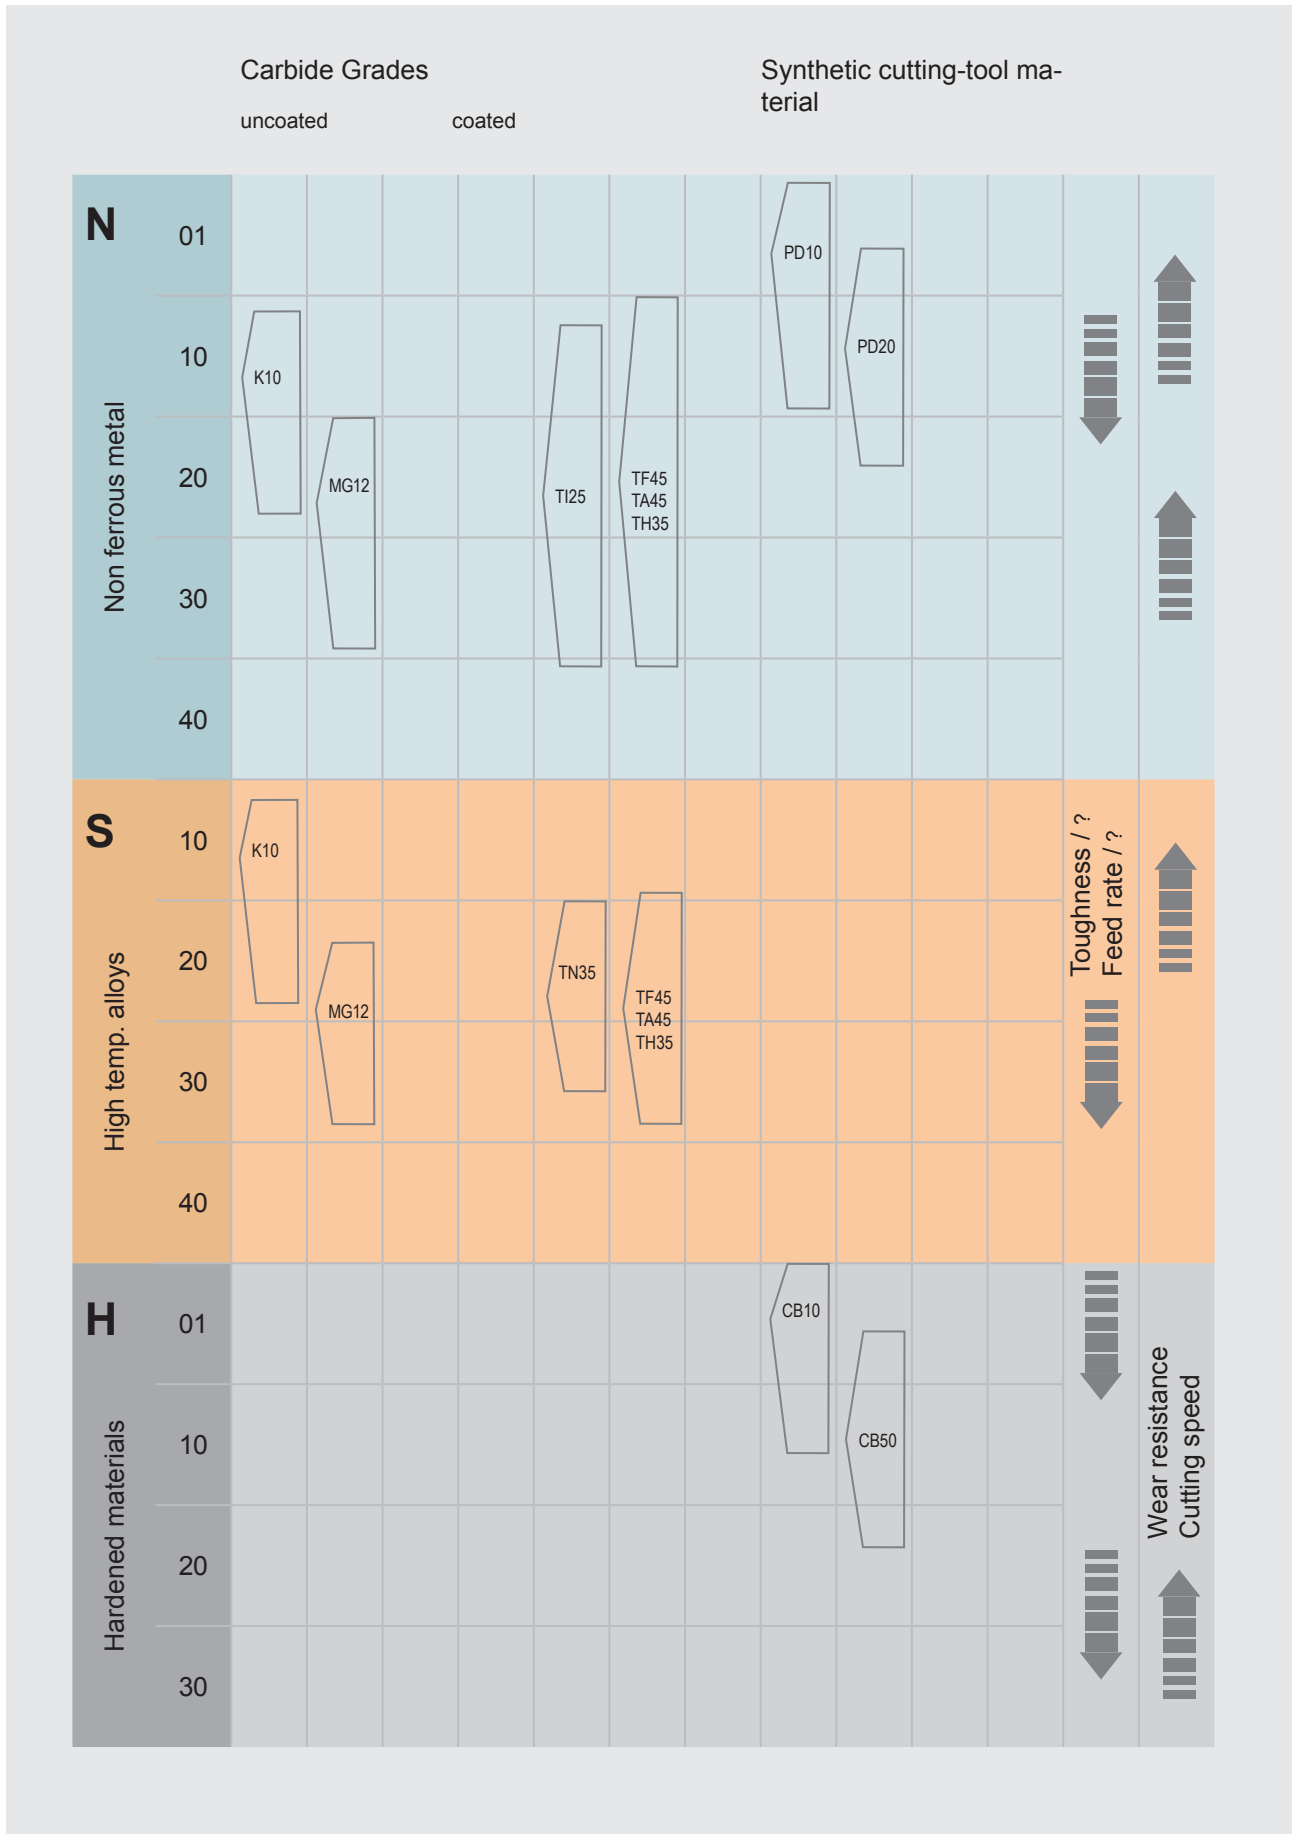 Carbide Grades
Synthetic cutting-tool ma-
terial
uncoated
coated
N
Non ferrous metal
01
10
20
30
40
K10
MG12
TI25
TF45
TA45
TH35
PD10
PD20
S
High temp. alloys
10
20
30
40
K10
MG12
TN35
TF45
TA45
TH35
Toughness / ?
Feed rate / ?
H
Hardened materials
01
10
20
30
CB10
CB50
Wear resistance
Cutting speed